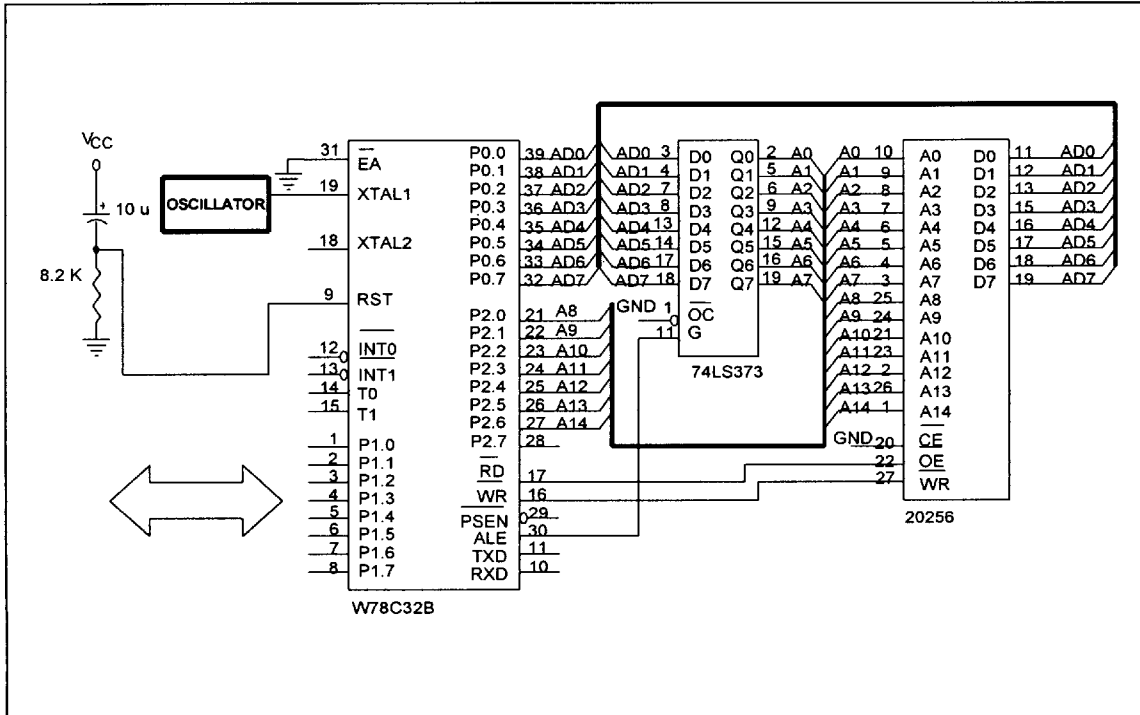 VCC
10 u
8.2 K
OSCILLATOR
31 EA
19 XTAL1
18 XTAL2
9 RST
12 INT0
13 INT1
14 T0
15 T1
1 P1.0
2 P1.1
3 P1.2
4 P1.3
5 P1.4
6 P1.5
7 P1.6
8 P1.7
P0.0 39 AD0
P0.1 38 AD1
P0.2 37 AD2
P0.3 36 AD3
P0.4 35 AD4
P0.5 34 AD5
P0.6 33 AD6
P0.7 32 AD7
P2.0 21 A8
P2.1 22 A9
P2.2 23 A10
P2.3 24 A11
P2.4 25 A12
P2.5 26 A13
P2.6 27 A14
P2.7 28
RD 17
WR 16
PSEN 29
ALE 30
TXD 11
RXD 10
W78C32B
AD0 3 D0 Q0 2 A0
AD1 4 D1 Q1 5 A1
AD2 7 D2 Q2 6 A2
AD3 8 D3 Q3 9 A3
AD4 13 D4 Q4 12 A4
AD5 14 D5 Q5 15 A5
AD6 17 D6 Q6 16 A6
AD7 18 D7 Q7 19 A7
GND 1 OC
11 G
74LS373
A0 10 A0 D0 11 AD0
A1 9 A1 D1 12 AD1
A2 8 A2 D2 13 AD2
A3 7 A3 D3 15 AD3
A4 6 A4 D4 16 AD4
A5 5 A5 D5 17 AD5
A6 4 A6 D6 18 AD6
A7 3 A7 D7 19 AD7
A8 25 A8
A9 24 A9
A10 21 A10
A11 23 A11
A12 2 A12
A13 26 A13
A14 1 A14
GND 20 CE
22 OE
27 WR
20256